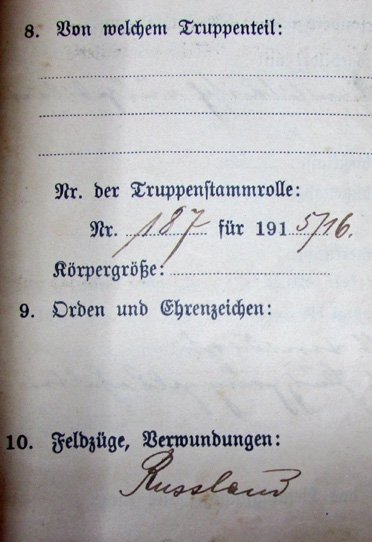 8. Von welchem Truppenteil:
Nr. der Truppenstammrolle:
Nr. 187 für 1915/16.
Körpergröße:
9. Orden und Ehrenzeichen:
10. Feldzüge, Verwundungen:
Russland